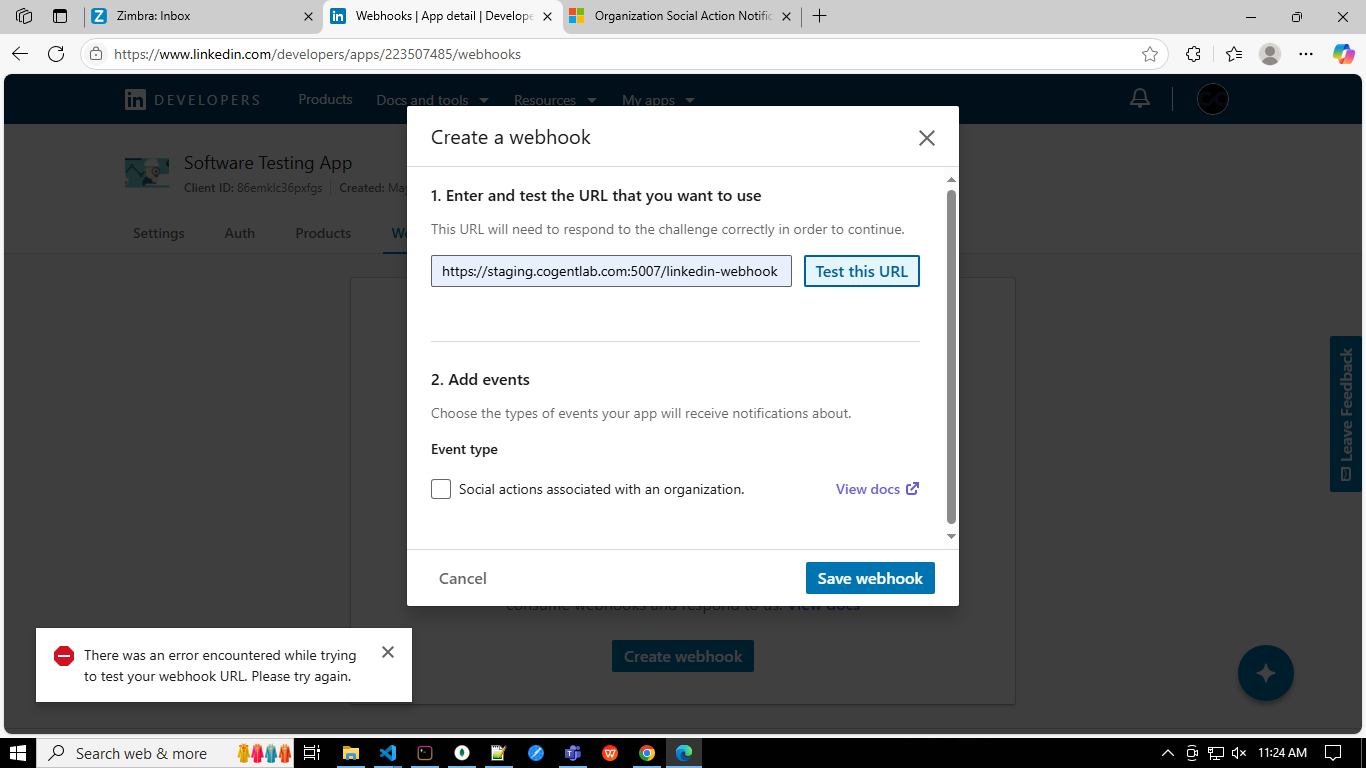 Zimbra: Inbox
Webhooks | App detail | Develope
Organization Social Action Notific
https://www.linkedin.com/developers/apps/223507485/webhooks
in DEVELOPERS
Products
Docs and tools
Resources
My apps
Create a webhook
Software Testing App
Client ID: 86emklc36pxfgs
Created: Ma
Settings
Auth
Products
We
1. Enter and test the URL that you want to use
This URL will need to respond to the challenge correctly in order to continue.
https://staging.cogentlab.com:5007/linkedin-webhook
Test this URL
2. Add events
Choose the types of events your app will receive notifications about.
Event type
Social actions associated with an organization.
View docs
Cancel
Save webhook
consume webhooks and respond to us. View docs
Create webhook
Leave Feedback
There was an error encountered while trying
to test your webhook URL. Please try again.
Search web & more
11:24 AM